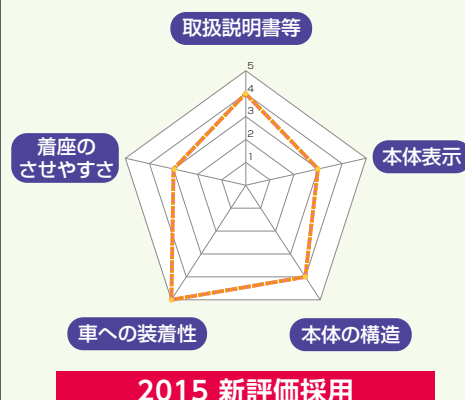 取扱説明書等
5
4
3
2
1
着座の
させやすさ
本体表示
車への装着性
本体の構造
2015 新評価採用